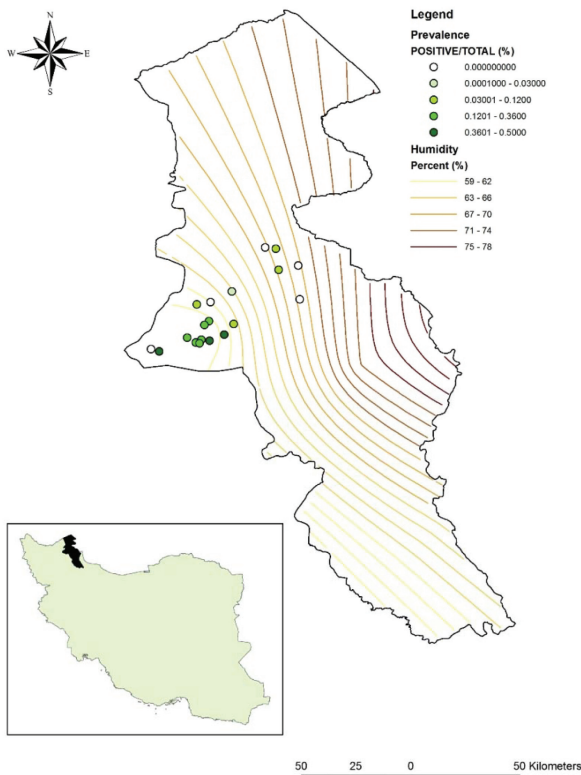 N
W E
S
Legend
Prevalence
POSITIVE/TOTAL (%)
0.000000000
0.0001000 - 0.03000
0.03001 - 0.1200
0.1201 - 0.3600
0.3601 - 0.5000
Humidity
Percent (%)
59 - 62
63 - 66
67 - 70
71 - 74
75 - 78
50 25 0 50 Kilometers